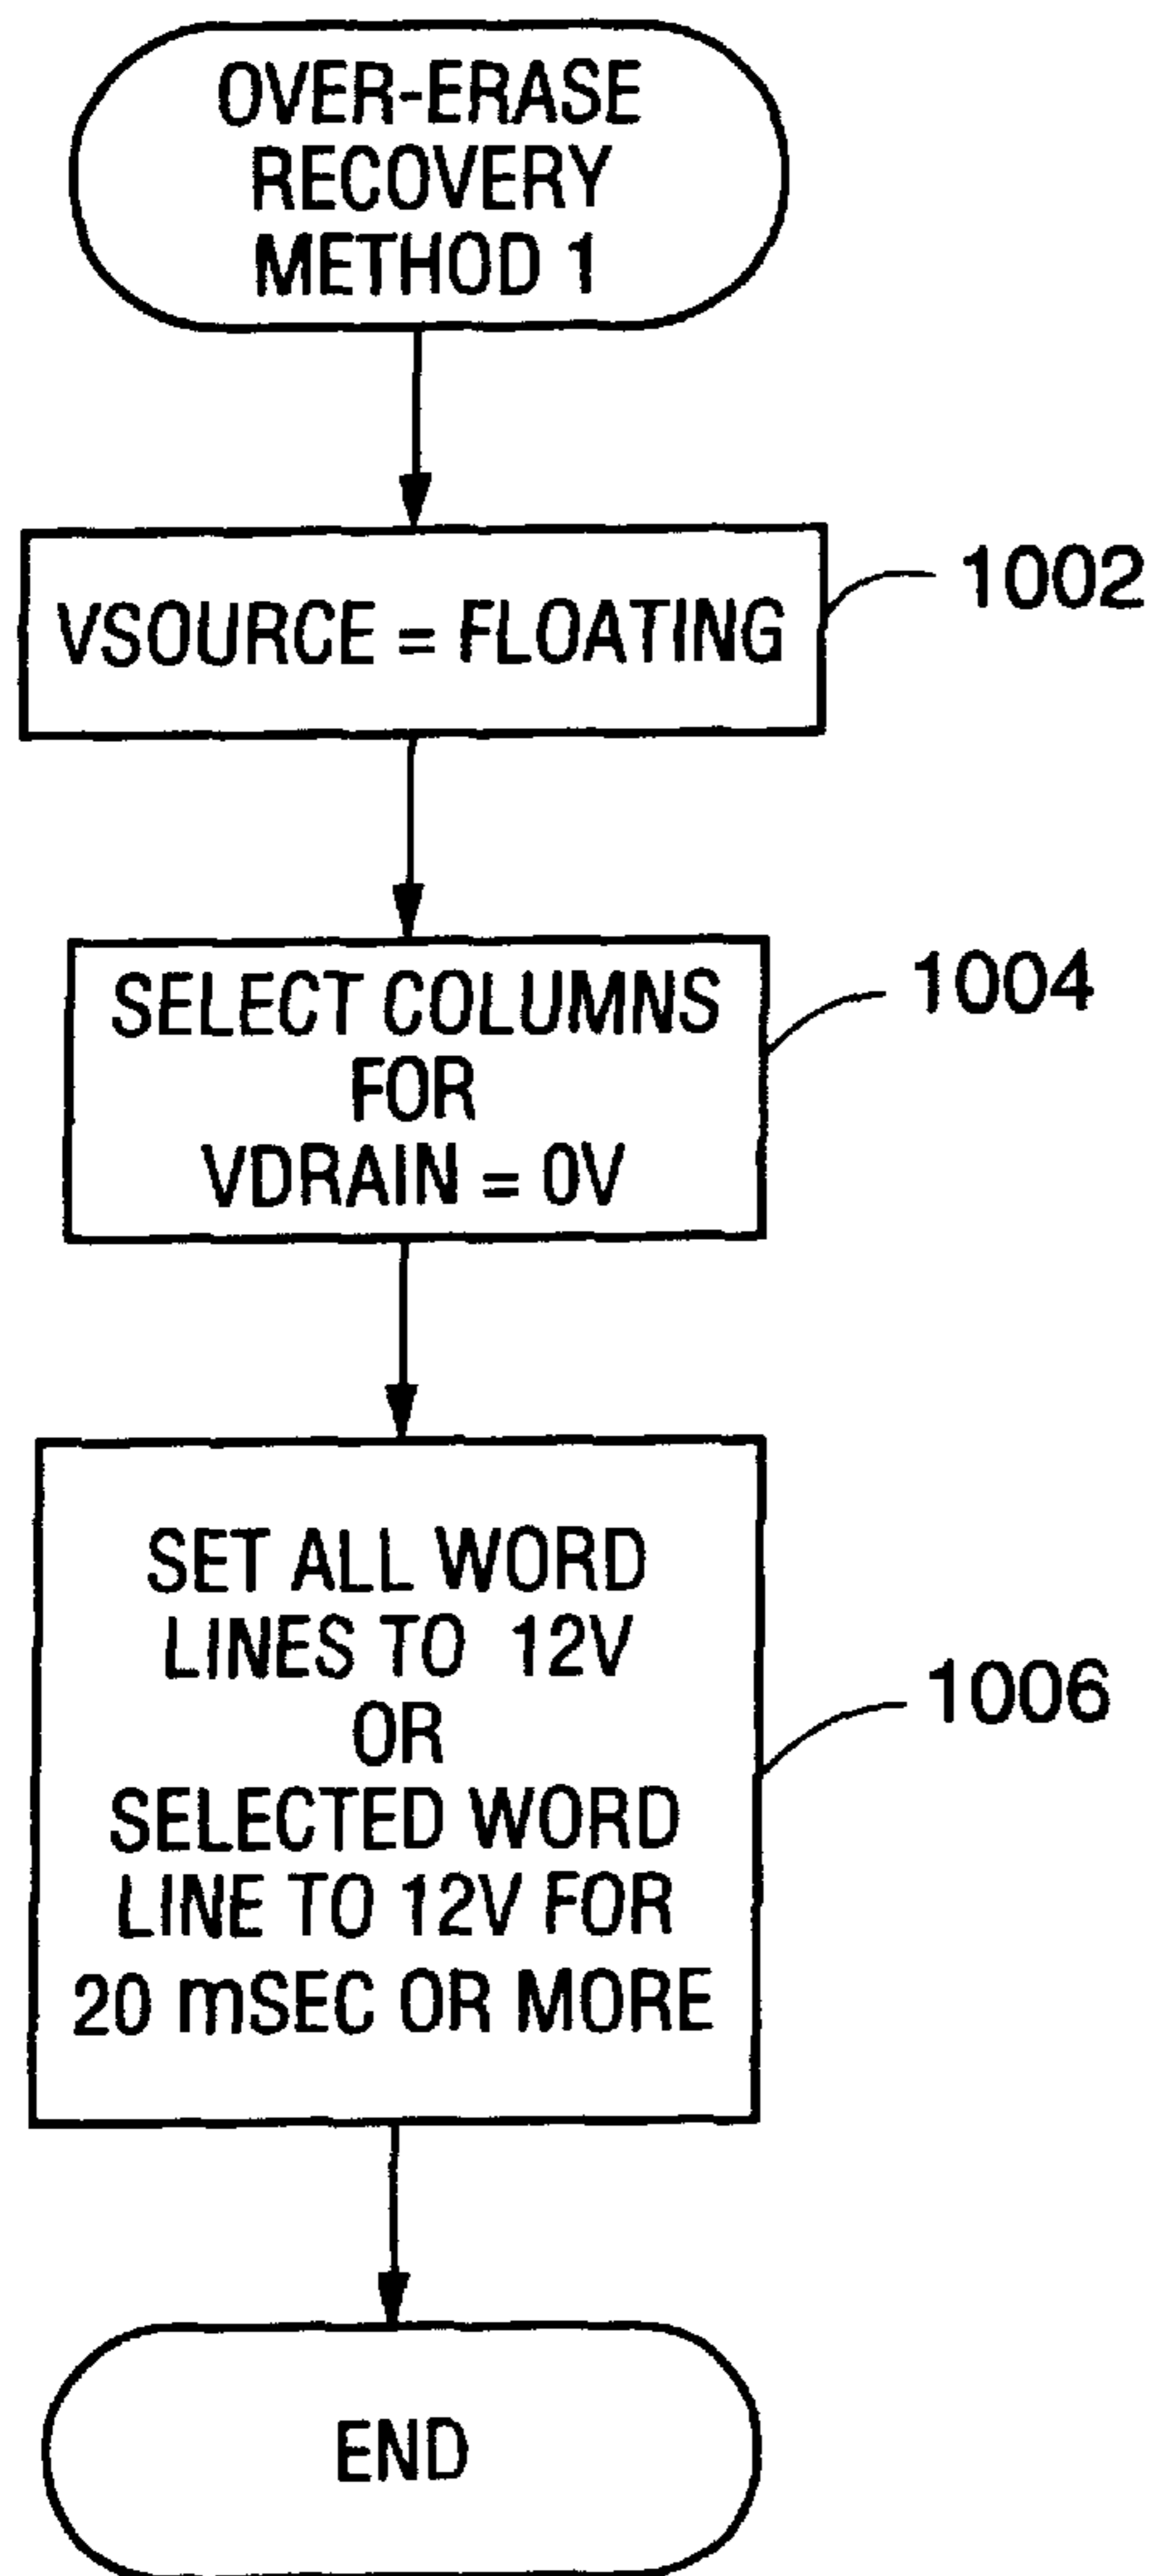 OVER-ERASE
RECOVERY
METHOD 1
VSOURCE = FLOATING
1002
SELECT COLUMNS
FOR
VDRAIN = 0V
1004
SET ALL WORD
LINES TO 12V
OR
SELECTED WORD
LINE TO 12V FOR
20 mSEC OR MORE
1006
END